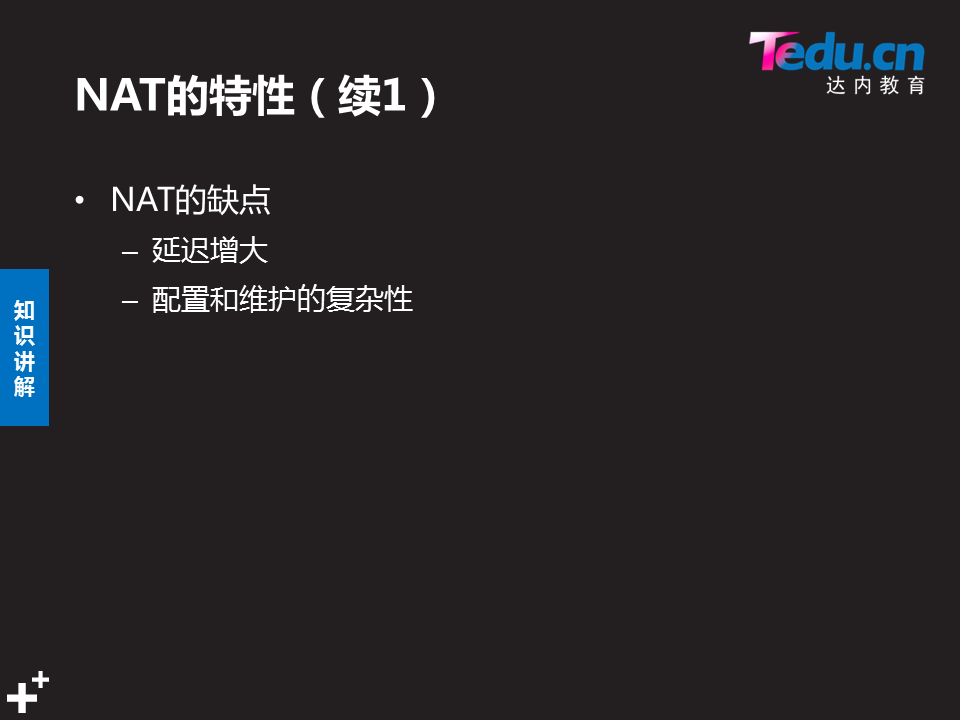 Tedu.cn
达内教育
NAT的特性（续1）
• NAT的缺点
– 延迟增大
– 配置和维护的复杂性
知
识
讲
解